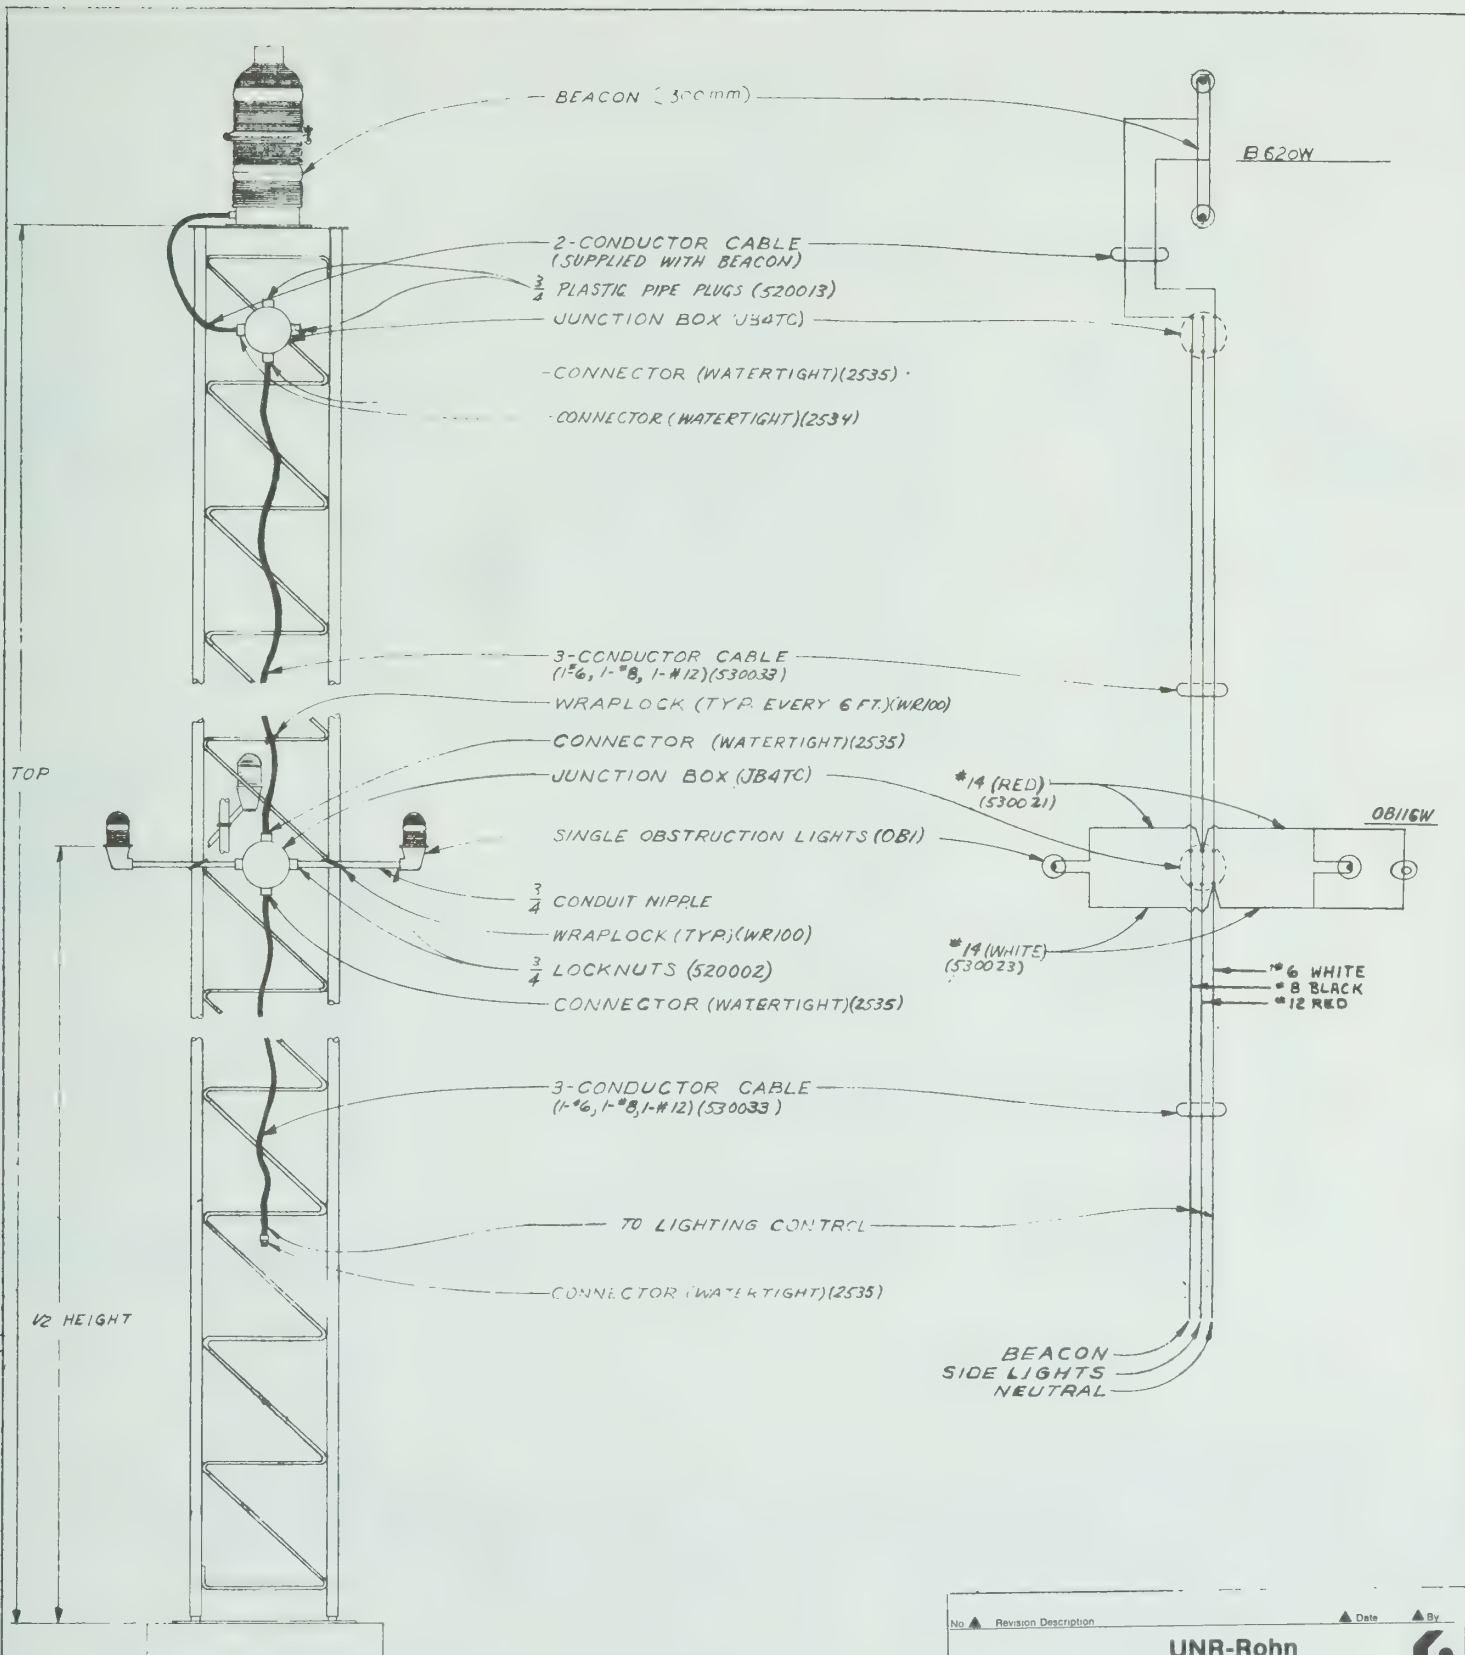 BEACON (300mm)
B620W
2-CONDUCTOR CABLE
(SUPPLIED WITH BEACON)
3/4 PLASTIC PIPE PLUGS (520013)
JUNCTION BOX (JB4TC)
CONNECTOR (WATERTIGHT)(2535)
CONNECTOR (WATERTIGHT)(2534)
3-CONDUCTOR CABLE
(1-#6, 1-#8, 1-#12)(530033)
WRAPLOCK (TYP. EVERY 6 FT.)(WR100)
CONNECTOR (WATERTIGHT)(2535)
TOP
JUNCTION BOX (JB4TC)
#14 (RED)
(530021)
OB116W
SINGLE OBSTRUCTION LIGHTS (OB1)
3/4 CONDUIT NIPPLE
WRAPLOCK (TYP.)(WR100)
#14 (WHITE)
(530023)
3/4 LOCKNUTS (520002)
#6 WHITE
#8 BLACK
#12 RED
CONNECTOR (WATERTIGHT)(2535)
3-CONDUCTOR CABLE
(1-#6, 1-#8, 1-#12)(530033)
TO LIGHTING CONTROL
CONNECTOR (WATERTIGHT)(2535)
1/2 HEIGHT
BEACON
SIDE LIGHTS
NEUTRAL
No Revision Description Date By
UNR-Rohn